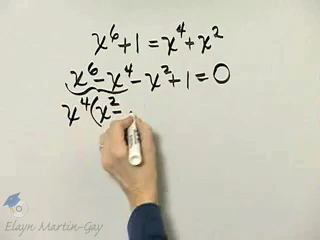 x⁶+1=x⁴+x²
x⁶-x⁴-x²+1=0
x⁴(x²-
Elayn Martin-Gay